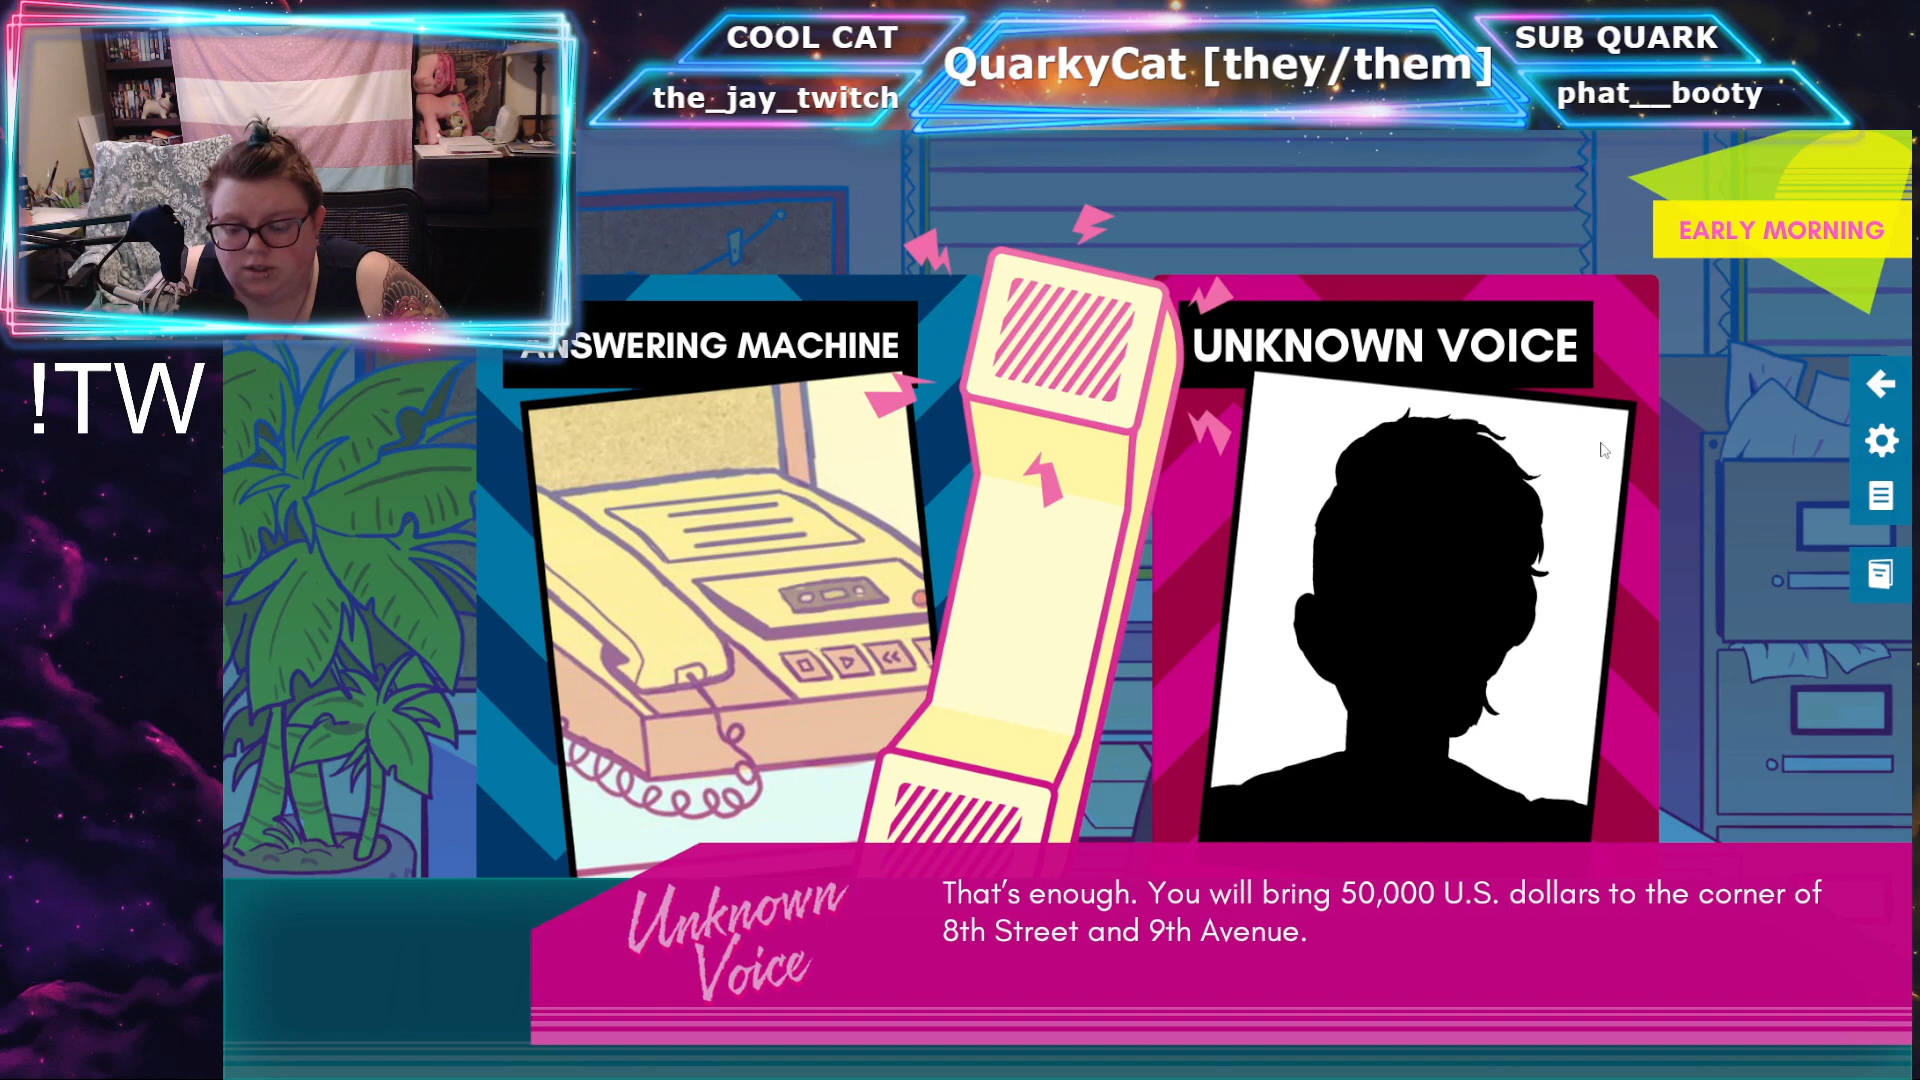 COOL CAT
the_jay_twitch
QuarkyCat [they/them]
SUB QUARK
phat__booty
EARLY MORNING
!TW
ANSWERING MACHINE
UNKNOWN VOICE
Unknown
Voice
That's enough. You will bring 50,000 U.S. dollars to the corner of
8th Street and 9th Avenue.